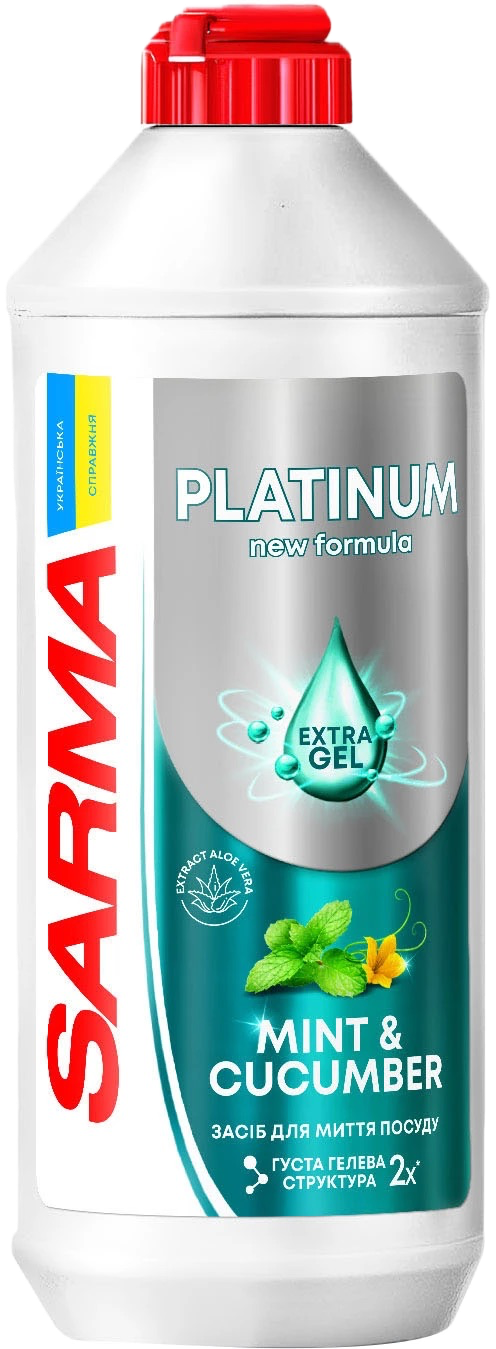 УКРАЇНСЬКА
СПРАВЖНЯ
SARMA
PLATINUM
new formula
EXTRA
GEL
EXTRACT ALOE VERA
MINT &
CUCUMBER
ЗАСІБ ДЛЯ МИТТЯ ПОСУДУ
ГУСТА ГЕЛЕВА
СТРУКТУРА 2x*